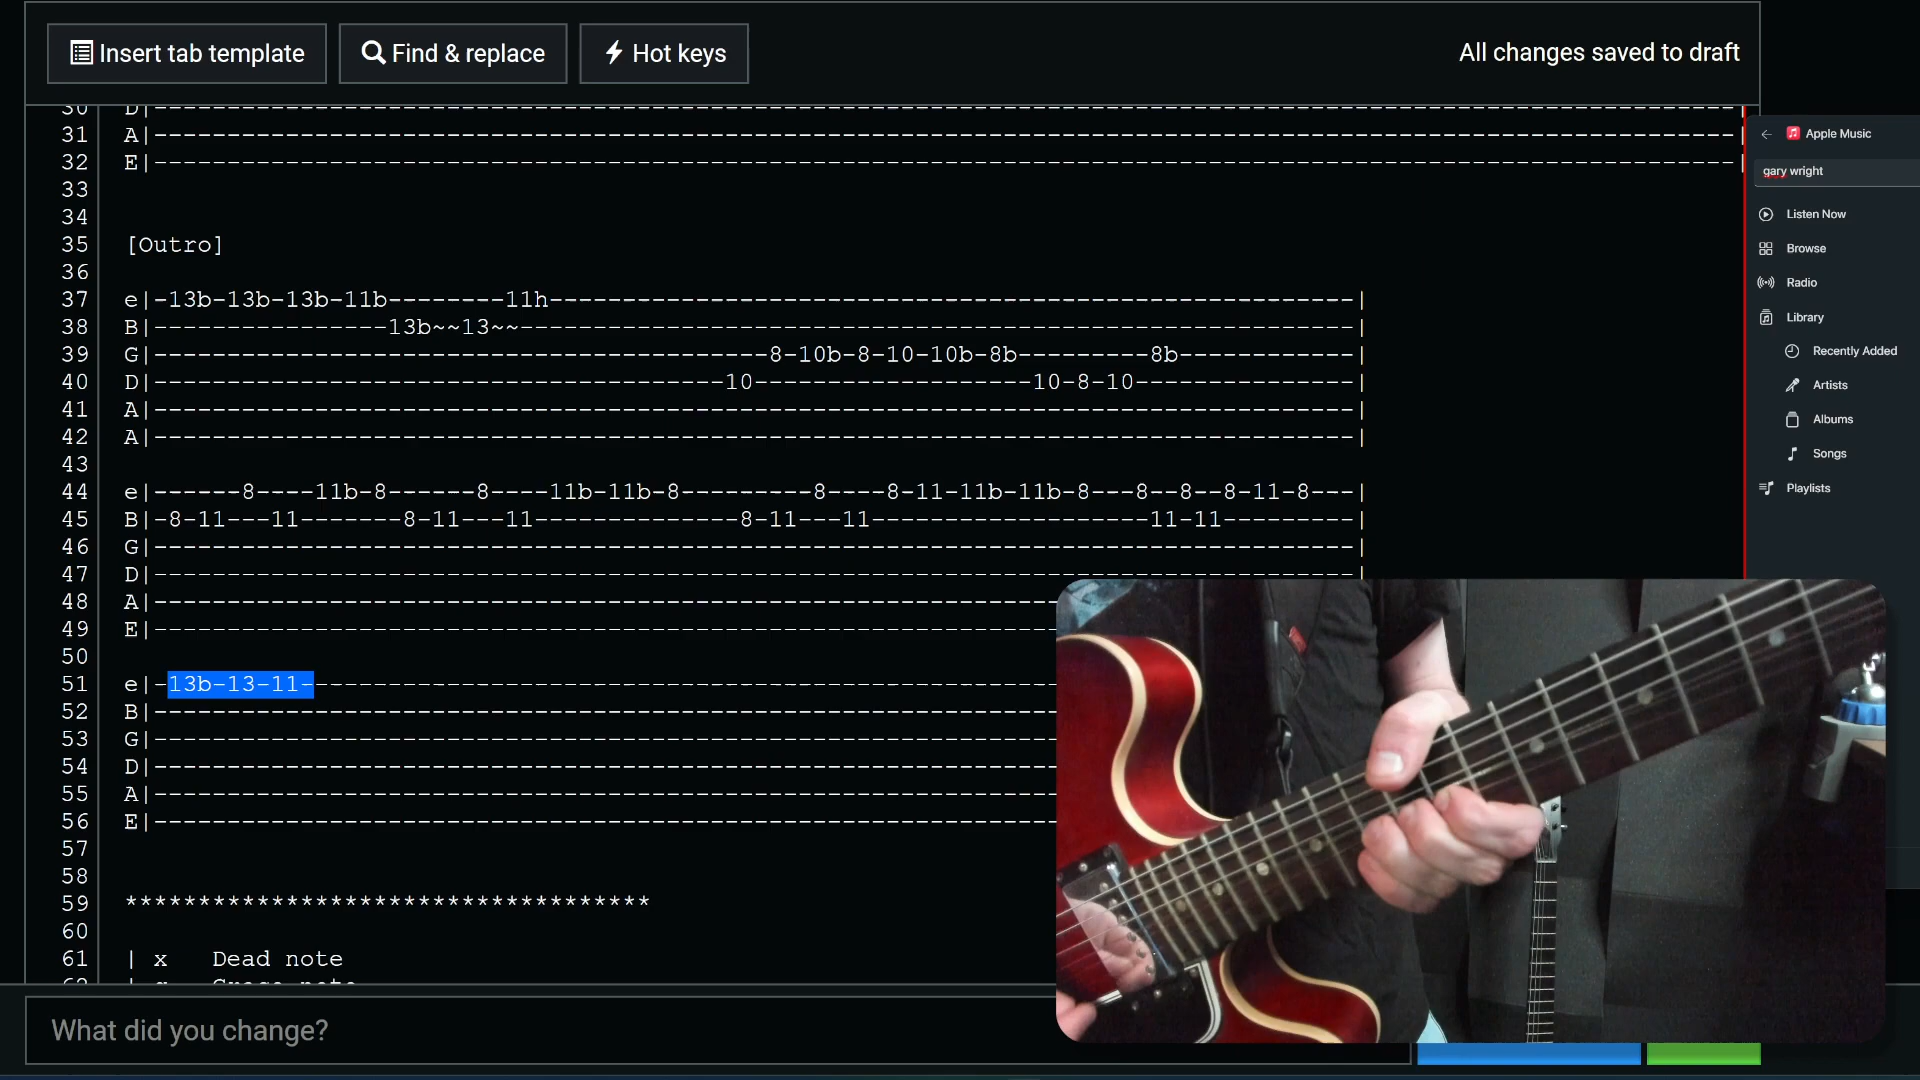 Insert tab template
Find & replace
Hot keys
All changes saved to draft
30 D|------------------------------------------------------------------------------------------------------------|
31 A|------------------------------------------------------------------------------------------------------------|
32 E|------------------------------------------------------------------------------------------------------------|
33
34
35 [Outro]
36
37 e|-13b-13b-13b-11b--------11h-------------------------------------------------------|
38 B|----------------13b~~13~~---------------------------------------------------------|
39 G|------------------------------------------8-10b-8-10-10b-8b---------8b------------|
40 D|---------------------------------------10-------------------10-8-10---------------|
41 A|----------------------------------------------------------------------------------|
42 A|----------------------------------------------------------------------------------|
43
44 e|------8----11b-8------8----11b-11b-8---------8----8-11-11b-11b-8---8--8--8-11-8---|
45 B|-8-11---11-------8-11---11--------------8-11---11-------------------11-11---------|
46 G|----------------------------------------------------------------------------------|
47 D|----------------------------------------------------------------------------------|
48 A|--------------------------------------------------------------
49 E|--------------------------------------------------------------
50
51 e|-13b-13-11----------------------------------------------------
52 B|--------------------------------------------------------------
53 G|--------------------------------------------------------------
54 D|--------------------------------------------------------------
55 A|--------------------------------------------------------------
56 E|--------------------------------------------------------------
57
58
59 ************************************
60
61 | x Dead note
What did you change?
Apple Music
gary wright
Listen Now
Browse
Radio
Library
Recently Added
Artists
Albums
Songs
Playlists